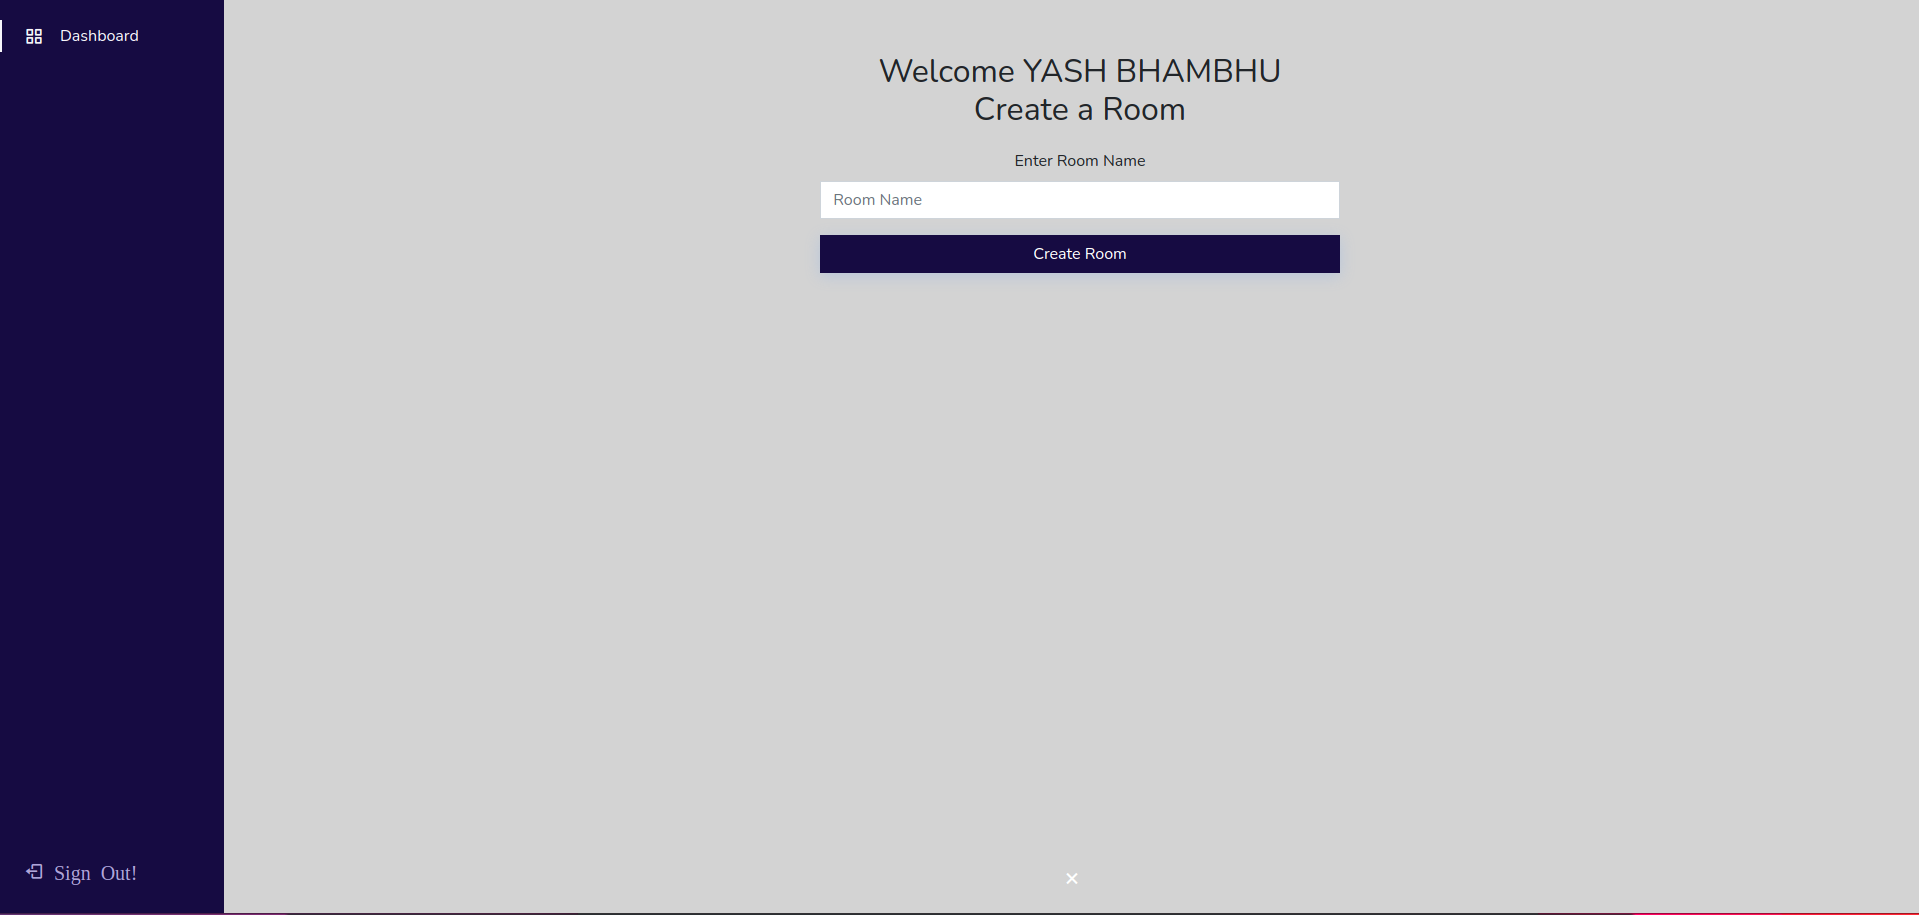 Dashboard
Welcome YASH BHAMBHU
Create a Room
Enter Room Name
Room Name
Create Room
Sign Out!